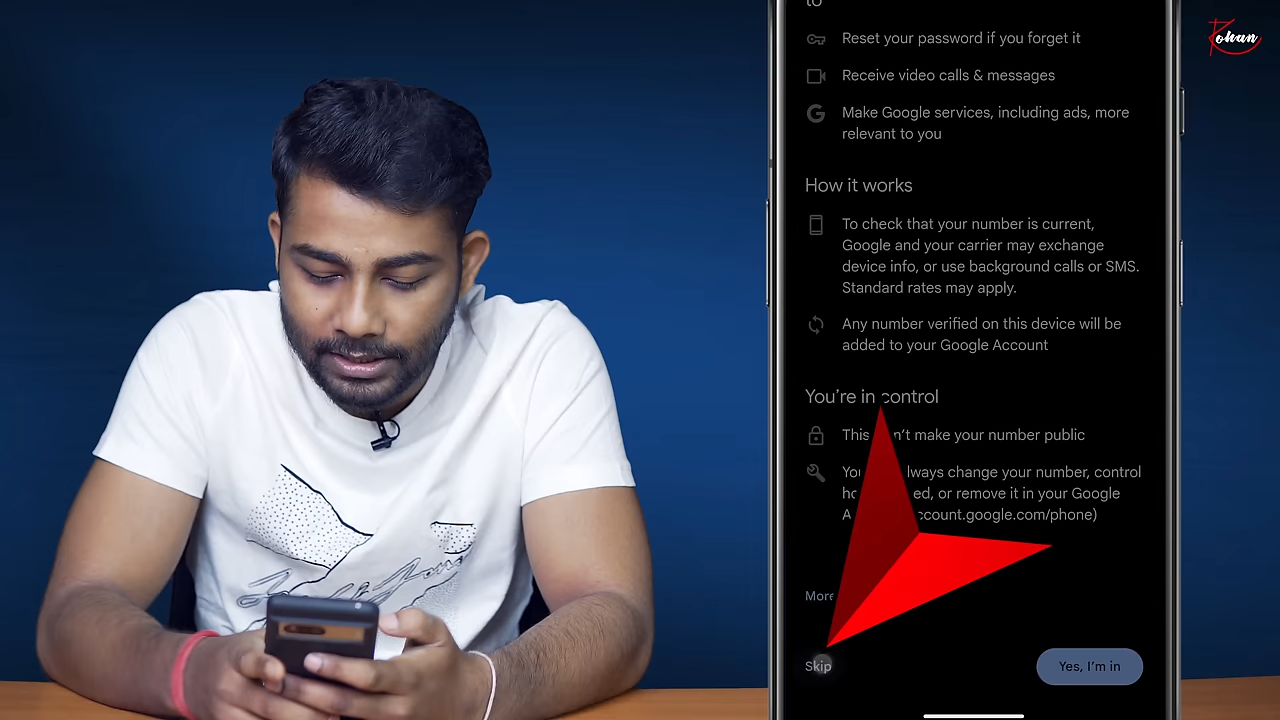 to
Rohan
Reset your password if you forget it
Receive video calls & messages
Make Google services, including ads, more
relevant to you
How it works
To check that your number is current,
Google and your carrier may exchange
device info, or use background calls or SMS.
Standard rates may apply.
Any number verified on this device will be
added to your Google Account
You're in control
This n't make your number public
You lways change your number, control
ho ed, or remove it in your Google
A ccount.google.com/phone)
More
Skip
Yes, I'm in